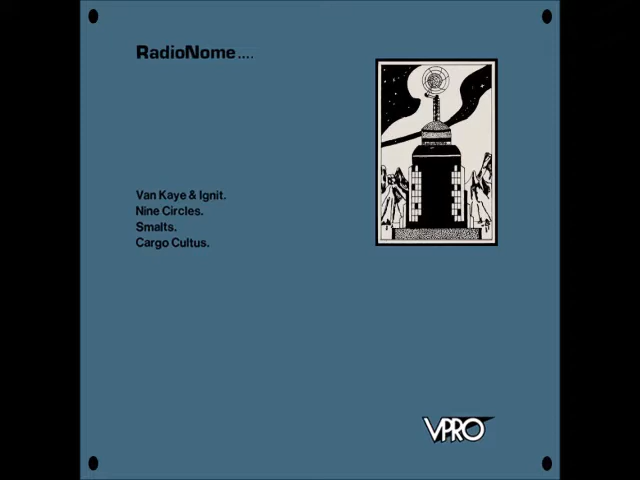 RadioNome....
Van Kaye & Ignit.
Nine Circles.
Smalts.
Cargo Cultus.
VPRO